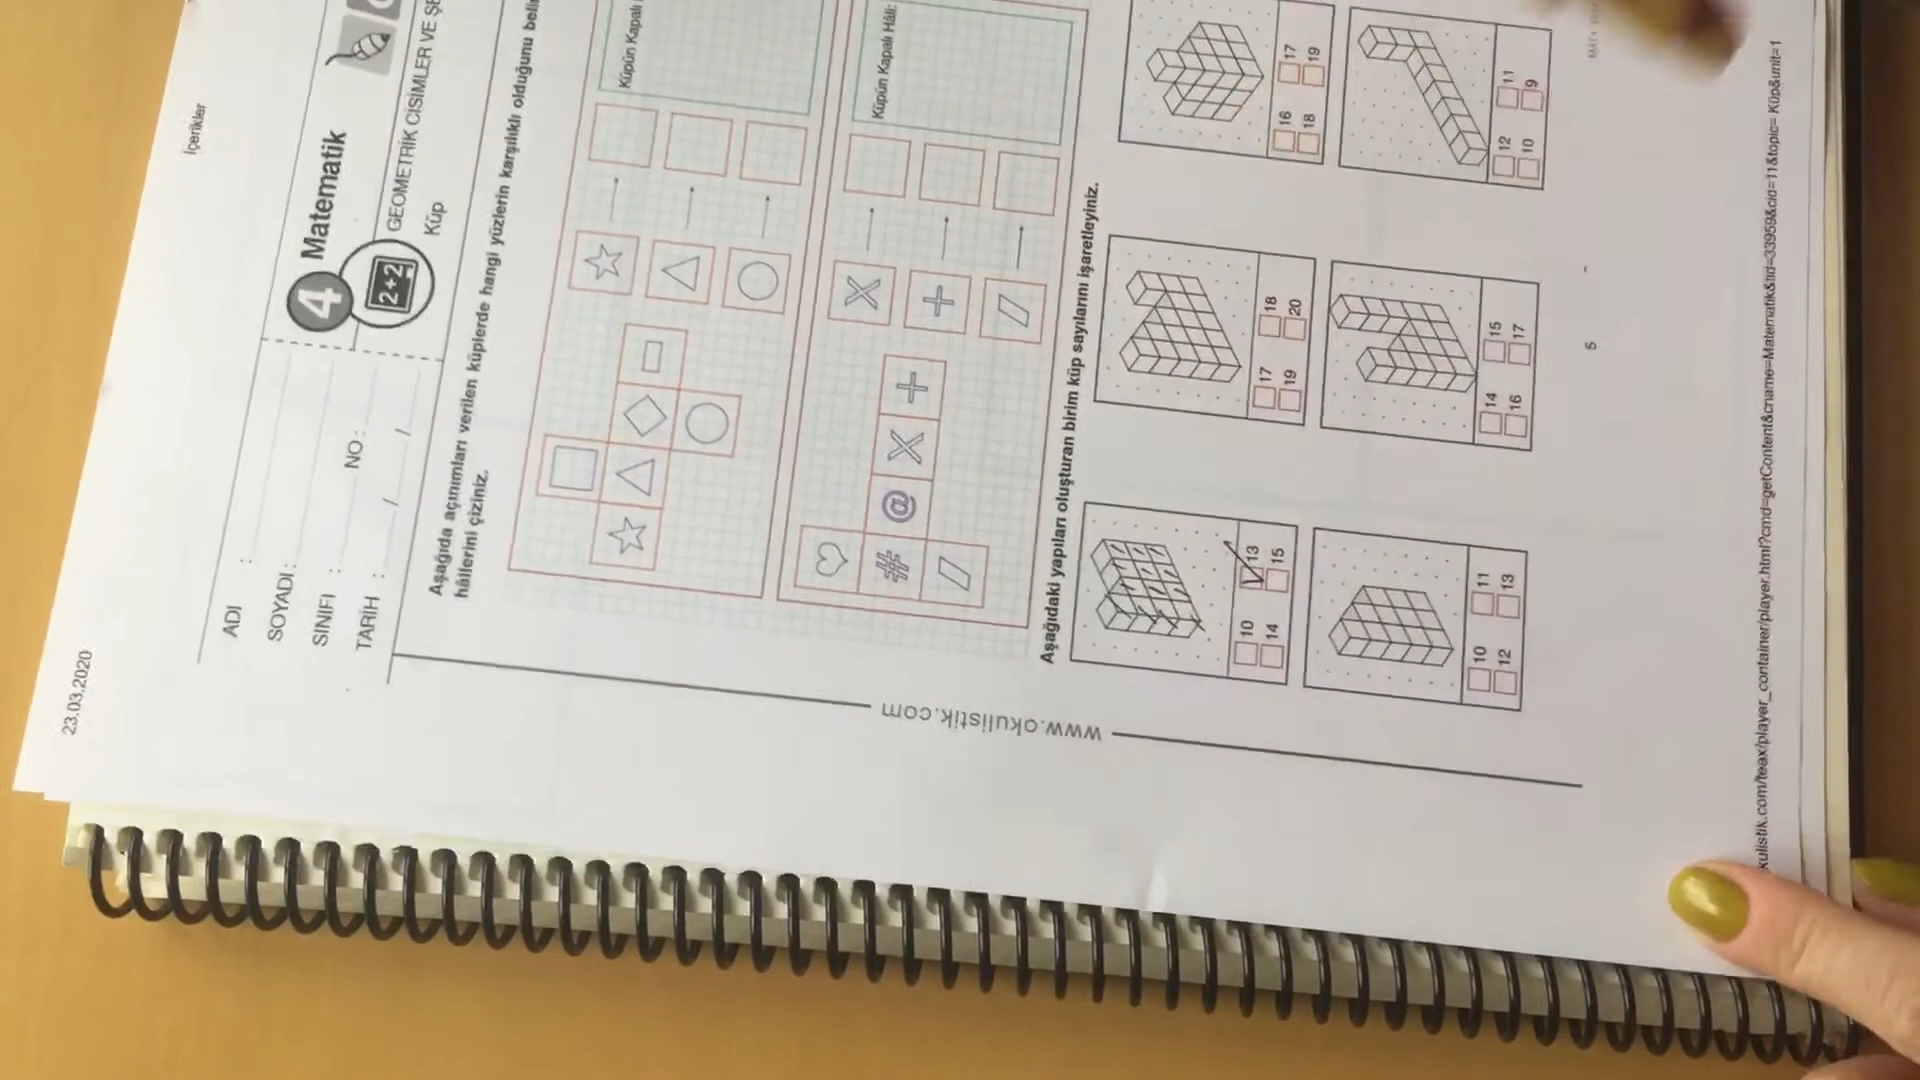 23.03.2020
İçerikler
ADI :
SOYADI :
SINIFI : NO :
TARİH : / /
4 Matematik
2+2
GEOMETRİK CİSİMLER VE
Küp
Aşağıda açınımları verilen küplerde hangi yüzlerin karşılıklı olduğunu
hâllerini çiziniz.
Küpün Kapalı
@ X +
#
X
+
Küpün Kapalı Hâli:
Aşağıdaki yapıları oluşturan birim küp sayılarını işaretleyiniz.
10 13
14 15
17 18
19 20
16 17
18 19
10 11
12 13
14 15
16 17
12 11
10 9
www.okulistik.com
5
kulistik.com/teax/player_container/player.html?cmd=getContent&cname=Matematik&tid=33959&cid=11&topic= Küp&unit=1